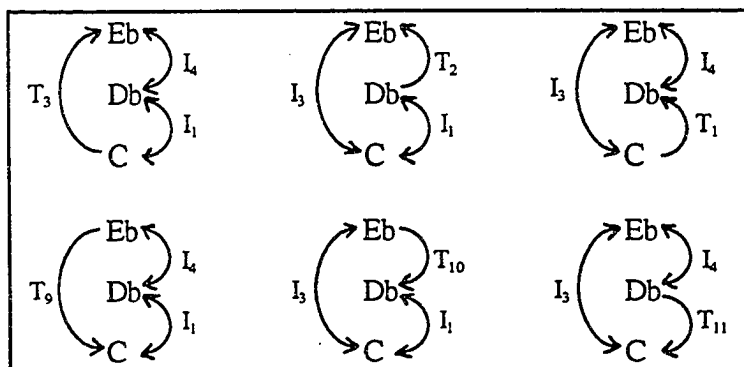 Eb Eb Eb
T3 I4 I3 T2 I3 I4
Db Db Db
I1 I1 T1
C C C
Eb Eb Eb
T9 I4 I3 T10 I3 I4
Db Db Db
I1 I1 T11
C C C